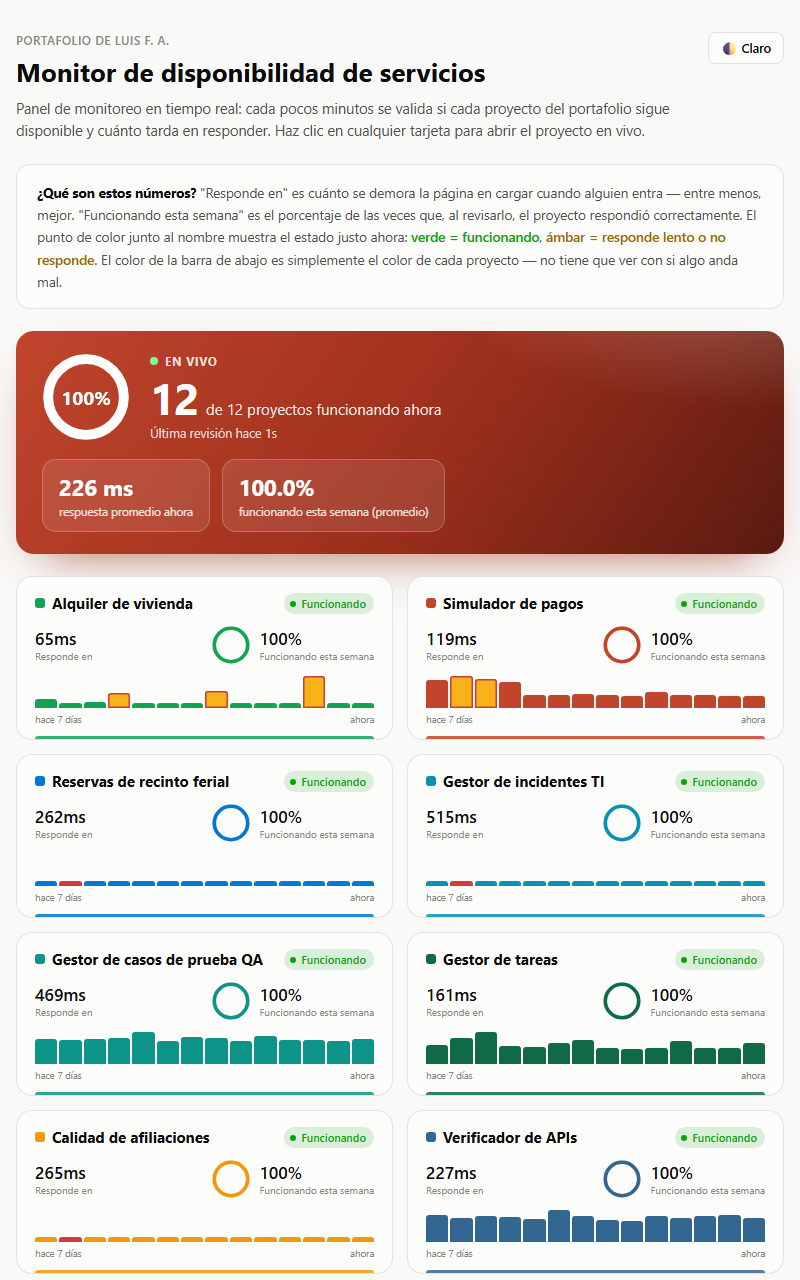 PORTAFOLIO DE LUIS F. A.
Claro
Monitor de disponibilidad de servicios
Panel de monitoreo en tiempo real: cada pocos minutos se valida si cada proyecto del portafolio sigue
disponible y cuánto tarda en responder. Haz clic en cualquier tarjeta para abrir el proyecto en vivo.
¿Qué son estos números? "Responde en" es cuánto se demora la página en cargar cuando alguien entra — entre menos,
mejor. "Funcionando esta semana" es el porcentaje de las veces que, al revisarlo, el proyecto respondió correctamente. El
punto de color junto al nombre muestra el estado justo ahora: verde = funcionando, ámbar = responde lento o no
responde. El color de la barra de abajo es simplemente el color de cada proyecto — no tiene que ver con si algo anda
mal.
100%
EN VIVO
12 de 12 proyectos funcionando ahora
Última revisión hace 1s
226 ms
respuesta promedio ahora
100.0%
funcionando esta semana (promedio)
Alquiler de vivienda
Funcionando
65ms
Responde en
100%
Funcionando esta semana
hace 7 días
ahora
Simulador de pagos
Funcionando
119ms
Responde en
100%
Funcionando esta semana
hace 7 días
ahora
Reservas de recinto ferial
Funcionando
262ms
Responde en
100%
Funcionando esta semana
hace 7 días
ahora
Gestor de incidentes TI
Funcionando
515ms
Responde en
100%
Funcionando esta semana
hace 7 días
ahora
Gestor de casos de prueba QA
Funcionando
469ms
Responde en
100%
Funcionando esta semana
hace 7 días
ahora
Gestor de tareas
Funcionando
161ms
Responde en
100%
Funcionando esta semana
hace 7 días
ahora
Calidad de afiliaciones
Funcionando
265ms
Responde en
100%
Funcionando esta semana
hace 7 días
ahora
Verificador de APIs
Funcionando
227ms
Responde en
100%
Funcionando esta semana
hace 7 días
ahora